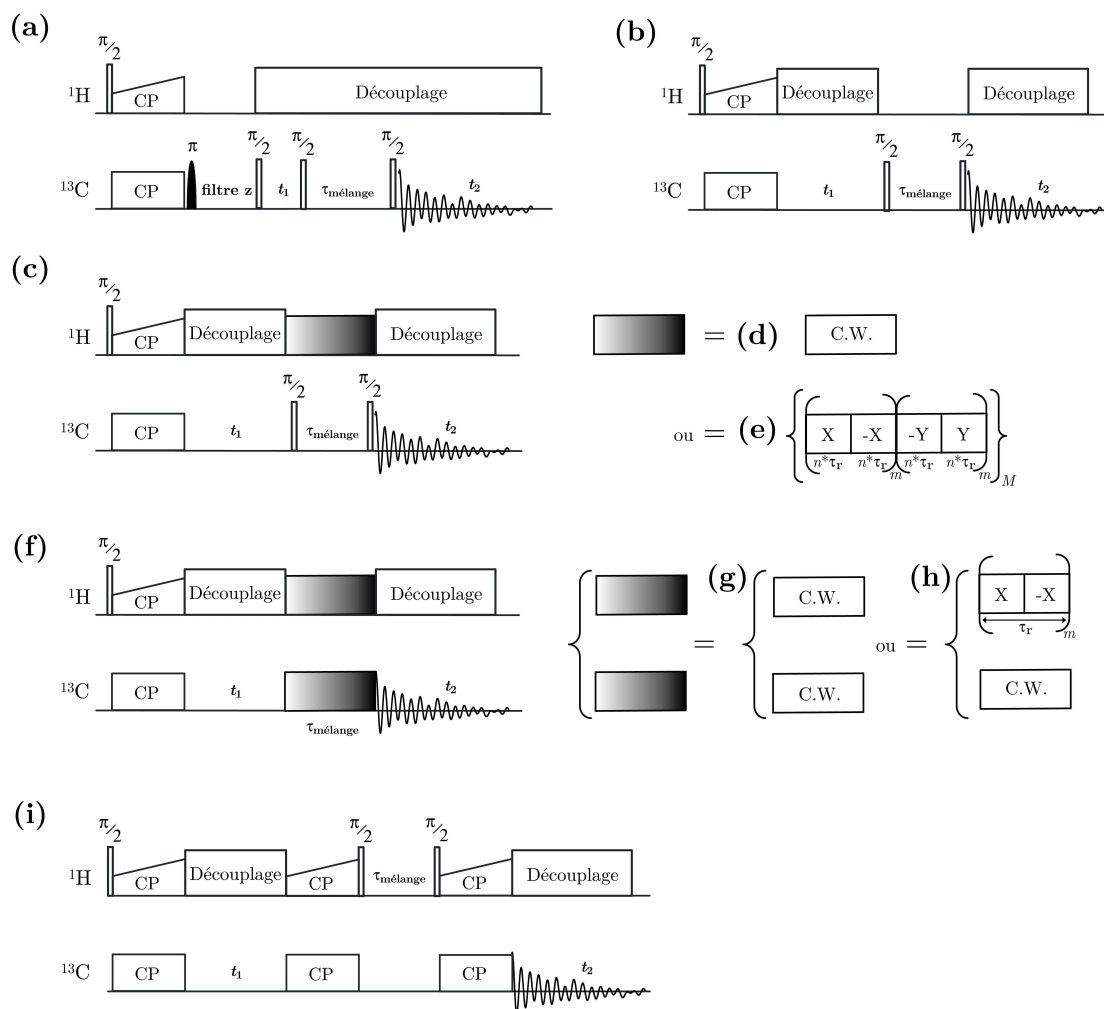 (a)
π/2
¹H
CP
Découplage
π
π/2
π/2
π/2
¹³C
CP
filtre z
t₁
τmélange
t₂
(b)
π/2
¹H
CP
Découplage
Découplage
π/2
π/2
¹³C
CP
t₁
τmélange
t₂
(c)
π/2
¹H
CP
Découplage
Découplage
π/2
π/2
¹³C
CP
t₁
τmélange
t₂
= (d)
C.W.
ou = (e)
X -X -Y Y
n*τr n*τr m n*τr n*τr m M
(f)
π/2
¹H
CP
Découplage
Découplage
¹³C
CP
t₁
t₂
τmélange
= (g)
C.W.
C.W.
ou = (h)
X -X
τr m
C.W.
(i)
π/2
π/2
π/2
¹H
CP
Découplage
CP
τmélange
CP
Découplage
¹³C
CP
t₁
CP
CP
t₂